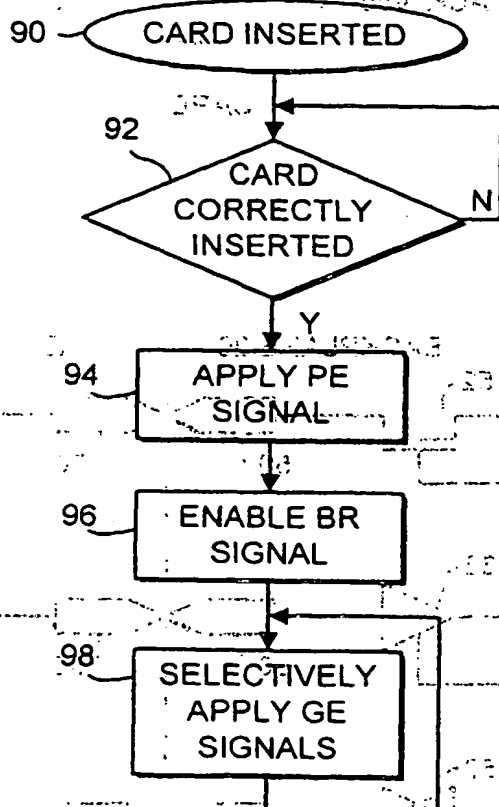 90
CARD INSERTED
92
CARD
CORRECTLY
INSERTED
N
Y
94
APPLY PE
SIGNAL
96
ENABLE BR
SIGNAL
98
SELECTIVELY
APPLY GE
SIGNALS